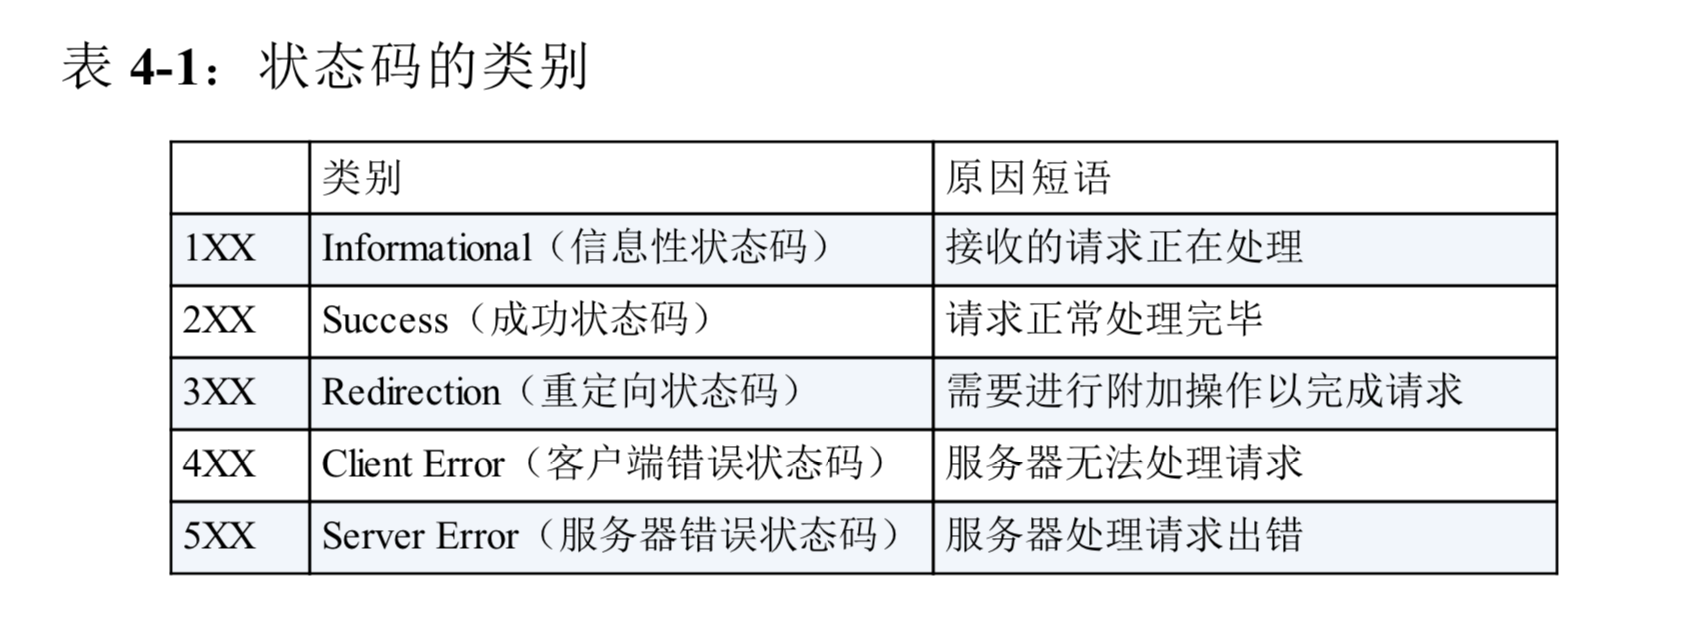 表 4-1：状态码的类别
类别 原因短语
1XX Informational（信息性状态码） 接收的请求正在处理
2XX Success（成功状态码） 请求正常处理完毕
3XX Redirection（重定向状态码） 需要进行附加操作以完成请求
4XX Client Error（客户端错误状态码） 服务器无法处理请求
5XX Server Error（服务器错误状态码） 服务器处理请求出错